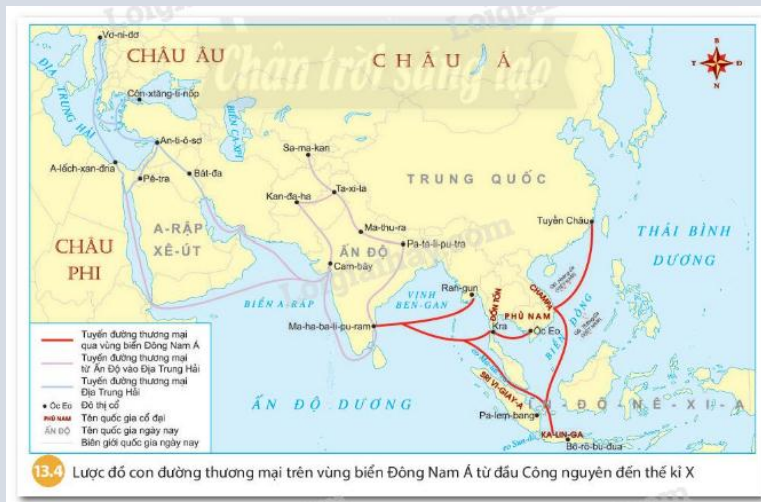 Loigiaihay.com
Chân trời sáng tạo
Vơ-ni-dơ
CHÂU ÂU
CHÂU Á
B
T
Đ
N
ĐỊA TRUNG HẢI
Côn-xtăng-ti-nốp
BIỂN CA-XPI
An-ti-ô-sơ
Sa-ma-kan
A-lếch-xan-đria
Pê-tra
Bát-đa
Kan-đa-ha
Ta-xi-la
TRUNG QUỐC
A-RẬP
XÊ-ÚT
Ma-thu-ra
Pa-ta-li-pu-tra
Tuyền Châu
THÁI BÌNH
DƯƠNG
CHÂU
PHI
ẤN ĐỘ
Cam-bây
BIỂN A-RÁP
VỊNH
BEN-GAN
Ran-gun
ĐỐN TỐN
CHAMPA
PHÙ NAM
Ma-ha-ba-li-pu-ram
Kra
Óc Eo
BIỂN ĐÔNG
SRI VI-GIAY-A
ẤN ĐỘ DƯƠNG
IN-ĐÔ-NÊ-XI-A
Pa-lem-bang
KA-LIN-GA
Bô-rô-bu-đua
Tuyến đường thương mại
qua vùng biển Đông Nam Á
Tuyến đường thương mại
từ Ấn Độ vào Địa Trung Hải
Tuyến đường thương mại
Địa Trung Hải
Óc Eo Đô thị cổ
PHÙ NAM Tên quốc gia cổ đại
ẤN ĐỘ Tên quốc gia ngày nay
Biên giới quốc gia ngày nay
13.4 Lược đồ con đường thương mại trên vùng biển Đông Nam Á từ đầu Công nguyên đến thế kỉ X